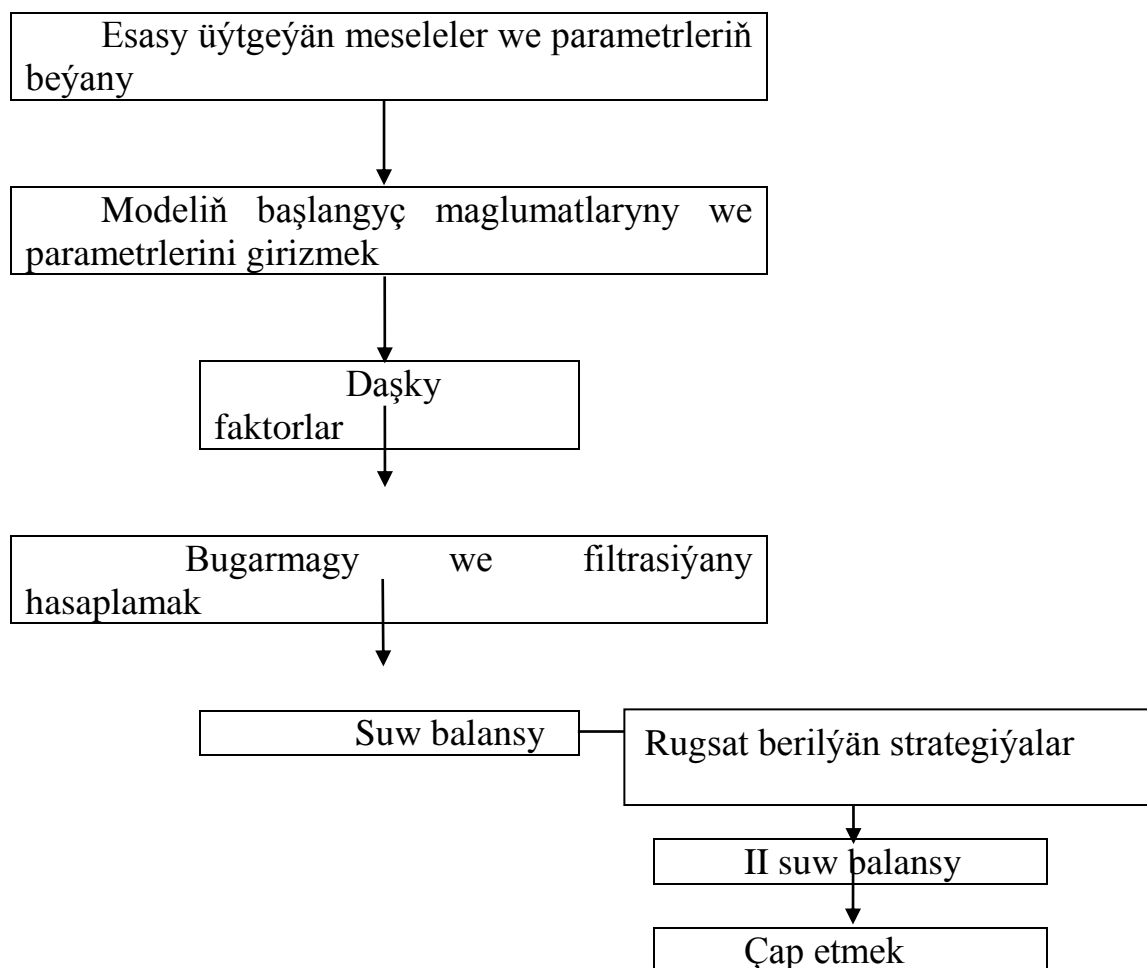 Esasy üýtgeýän meseleler we parametrleriň
beýany
Modeliň başlangyç maglumatlaryny we
parametrlerini girizmek
Daşky
faktorlar
Bugarmagy we filtrasiýany
hasaplamak
Suw balansy
Rugsat berilýän strategiýalar
II suw balansy
Çap etmek